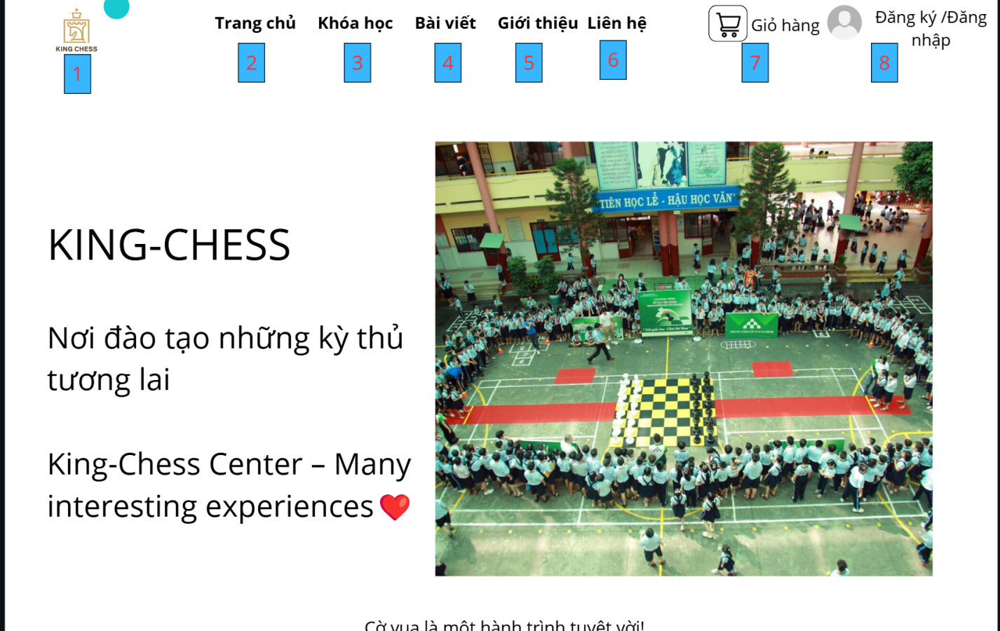 KING CHESS
Trang chủ
Khóa học
Bài viết
Giới thiệu
Liên hệ
Giỏ hàng
Đăng ký /Đăng
nhập
1
2
3
4
5
6
7
8
TIÊN HỌC LỄ - HẬU HỌC VĂN"
KING-CHESS
Nơi đào tạo những kỳ thủ
tương lai
King-Chess Center – Many
interesting experiences
Cờ vua là một hành trình tuyệt vời!